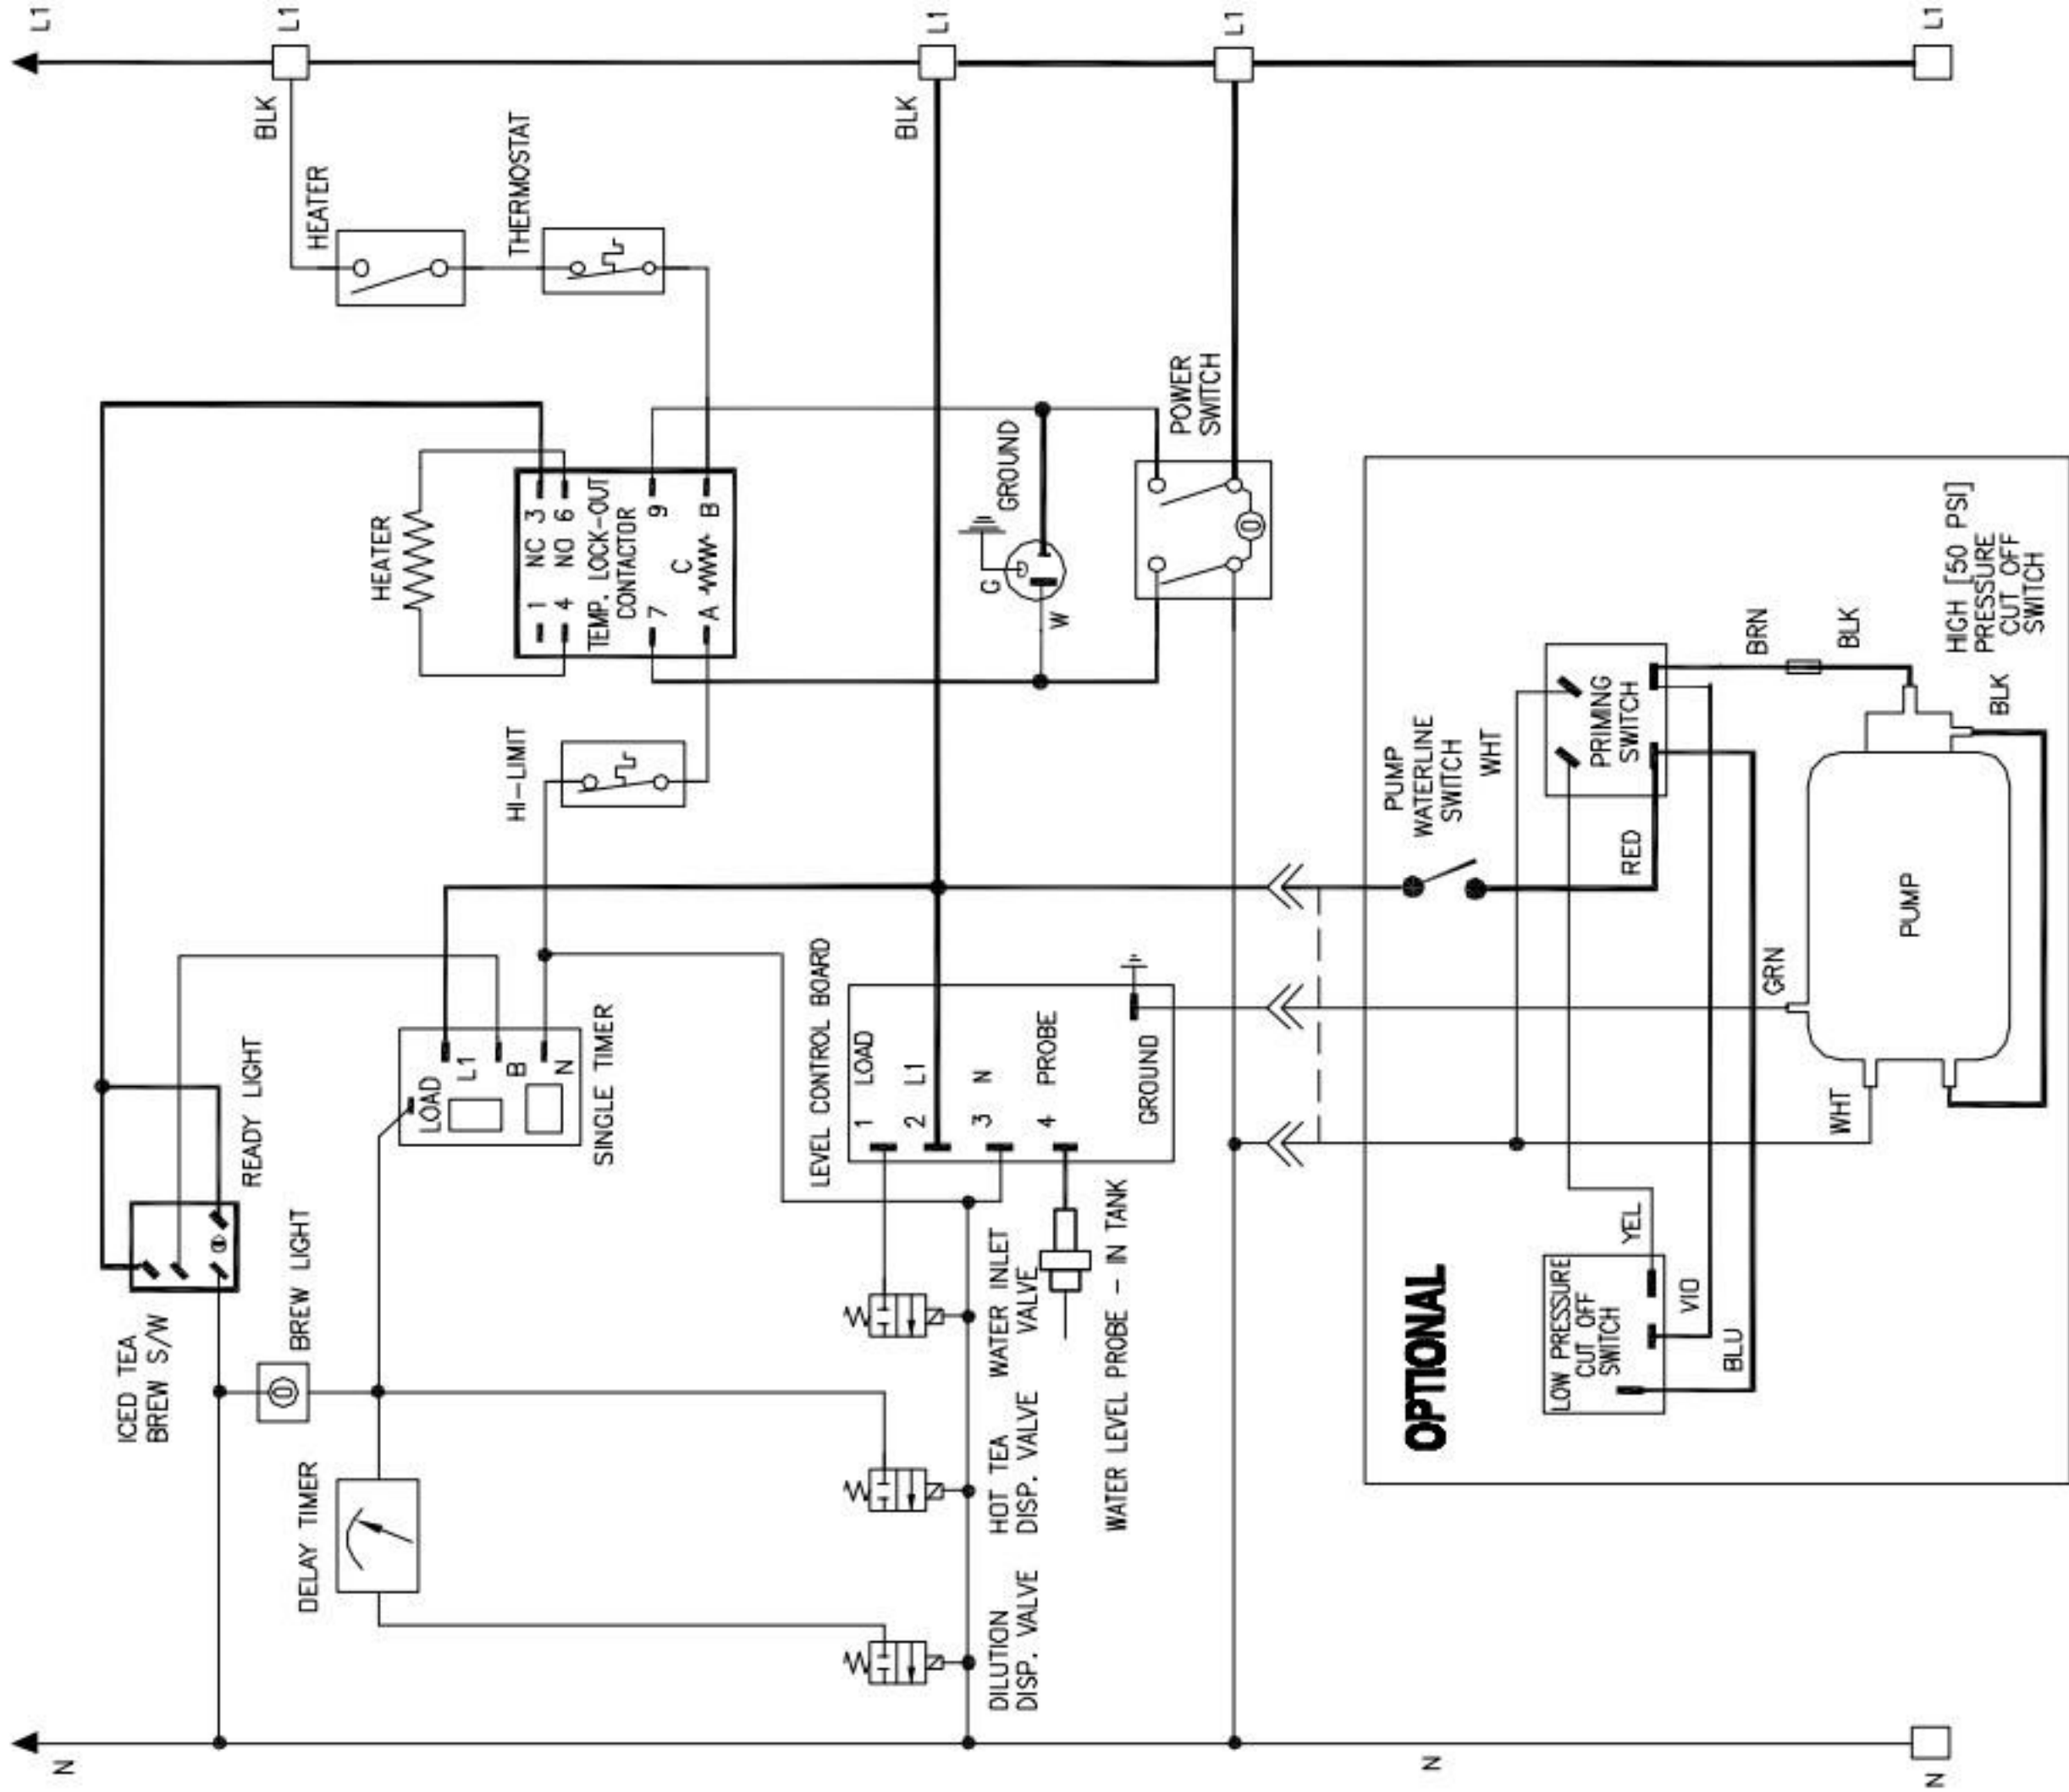 L1
L1
L1
L1
L1
BLK
HEATER
THERMOSTAT
BLK
HEATER
1 NC 3
4 NO 6
TEMP. LOCK-OUT
CONTACTOR
7 9
C
A B
GROUND
G
W
POWER
SWITCH
HI-LIMIT
ICED TEA
BREW S/W
READY LIGHT
BREW LIGHT
LOAD
L1
B
N
SINGLE TIMER
DELAY TIMER
LEVEL CONTROL BOARD
1 LOAD
2 L1
3 N
4 PROBE
GROUND
WATER INLET
VALVE
HOT TEA
DISP. VALVE
DILUTION
DISP. VALVE
WATER LEVEL PROBE - IN TANK
OPTIONAL
PUMP
WATERLINE
SWITCH
WHT
PRIMING
SWITCH
RED
BRN
BLK
HIGH [50 PSI]
PRESSURE
CUT OFF
SWITCH
BLK
PUMP
GRN
WHT
YEL
LOW PRESSURE
CUT OFF
SWITCH
VIO
BLU
N
N
N